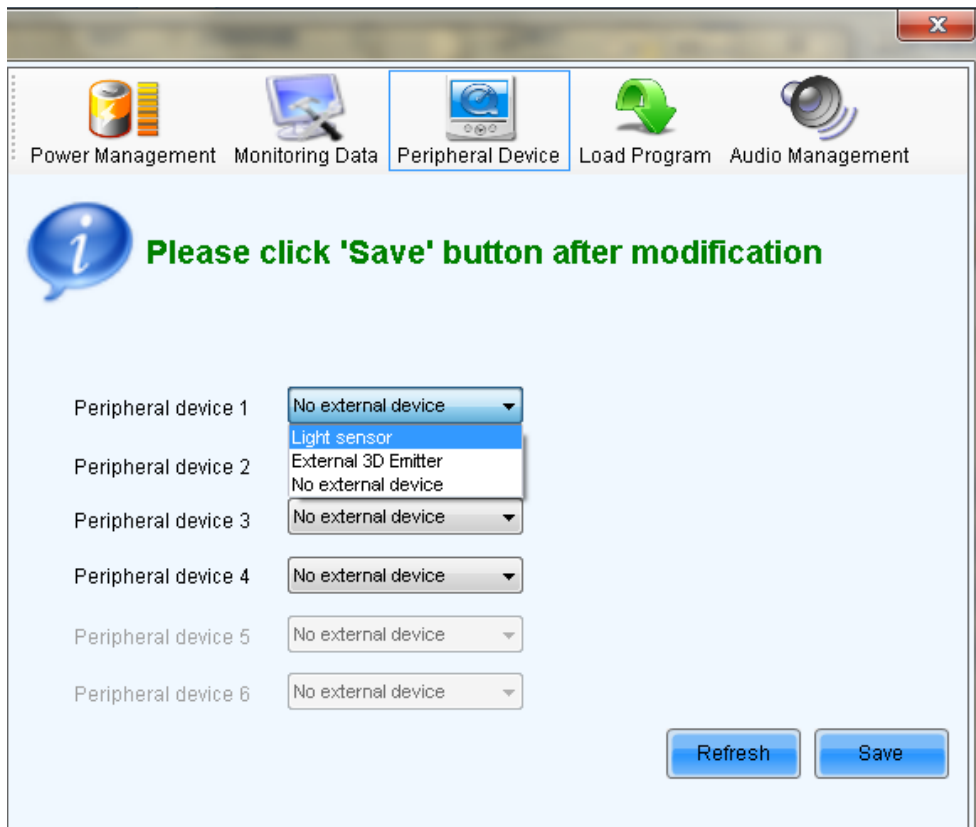 Power Management Monitoring Data Peripheral Device Load Program Audio Management
Please click 'Save' button after modification
Peripheral device 1 No external device
Light sensor
External 3D Emitter
Peripheral device 2
No external device
Peripheral device 3 No external device
Peripheral device 4 No external device
Peripheral device 5 No external device
Peripheral device 6 No external device
Refresh Save